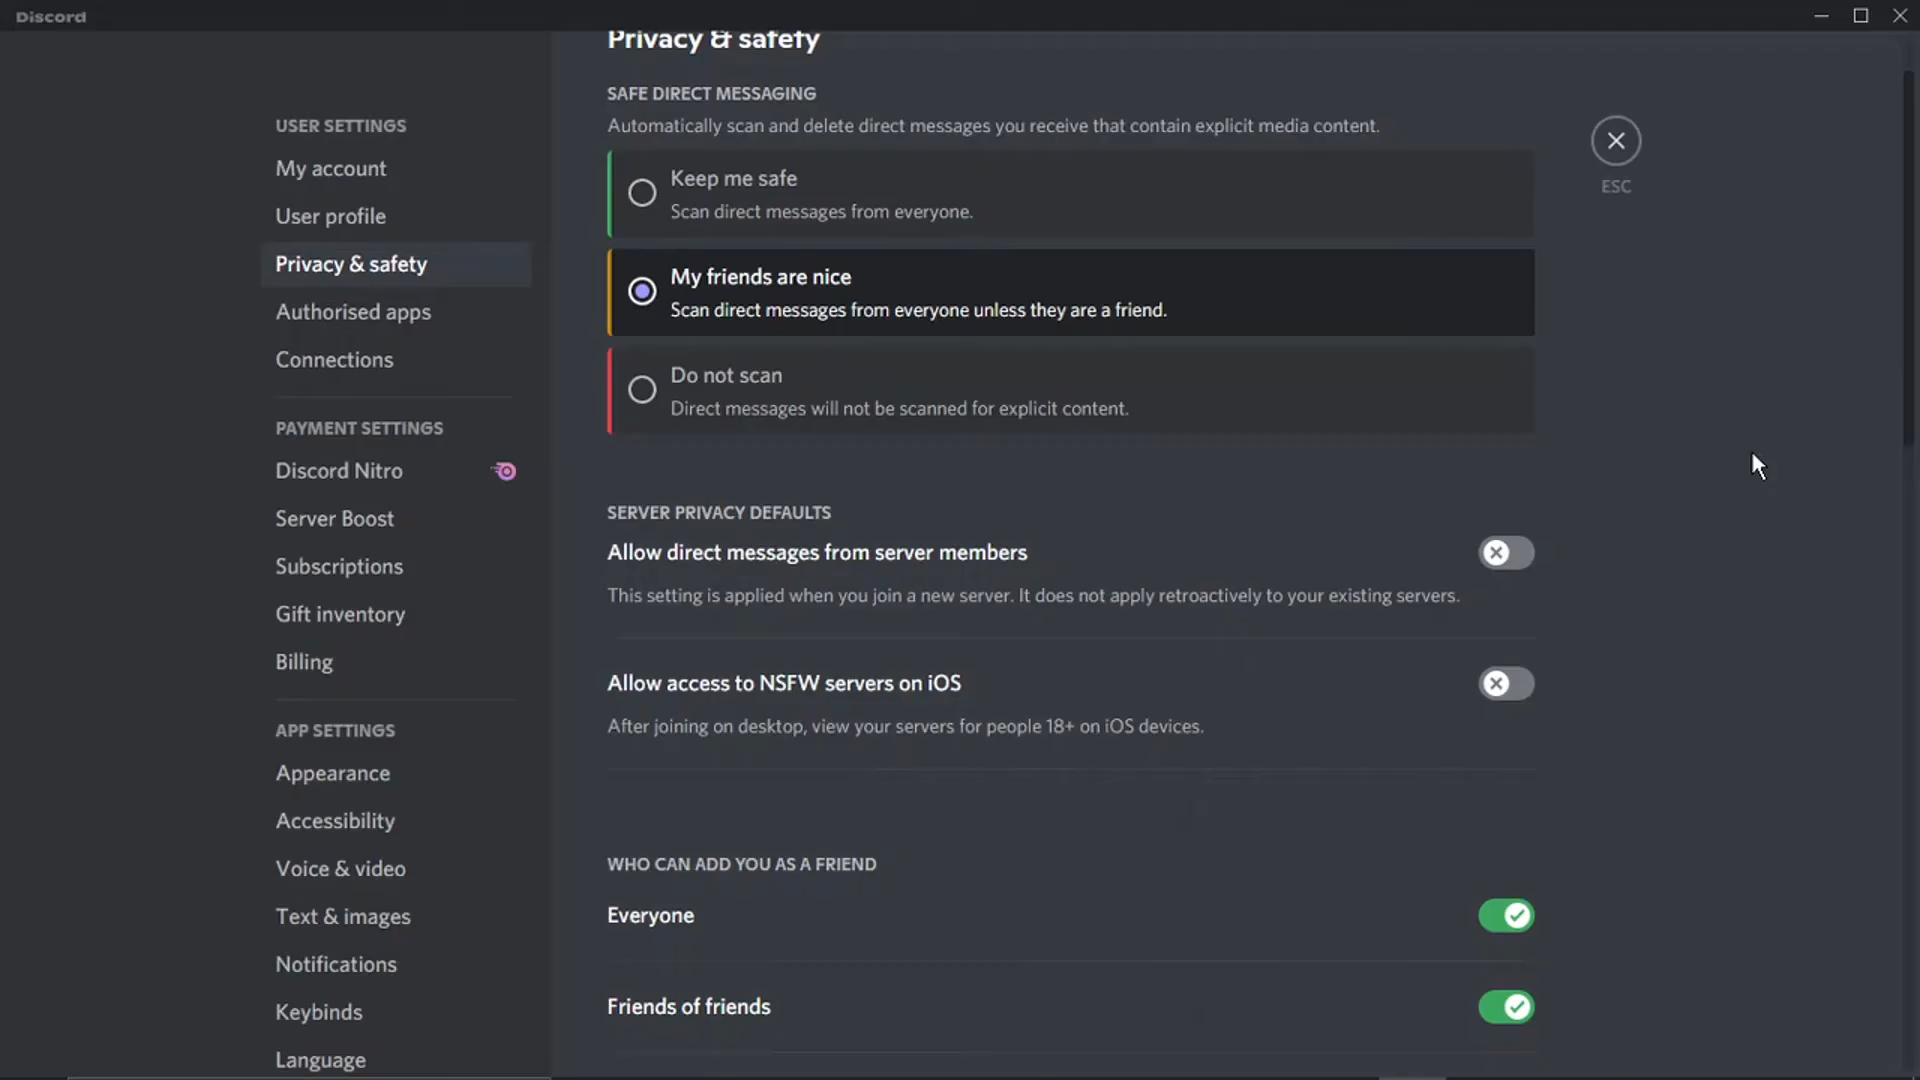 Discord
USER SETTINGS
My account
User profile
Privacy & safety
Authorised apps
Connections
PAYMENT SETTINGS
Discord Nitro
Server Boost
Subscriptions
Gift inventory
Billing
APP SETTINGS
Appearance
Accessibility
Voice & video
Text & images
Notifications
Keybinds
Language
Privacy & safety
SAFE DIRECT MESSAGING
Automatically scan and delete direct messages you receive that contain explicit media content.
Keep me safe
Scan direct messages from everyone.
My friends are nice
Scan direct messages from everyone unless they are a friend.
Do not scan
Direct messages will not be scanned for explicit content.
SERVER PRIVACY DEFAULTS
Allow direct messages from server members
This setting is applied when you join a new server. It does not apply retroactively to your existing servers.
Allow access to NSFW servers on iOS
After joining on desktop, view your servers for people 18+ on iOS devices.
WHO CAN ADD YOU AS A FRIEND
Everyone
Friends of friends
ESC